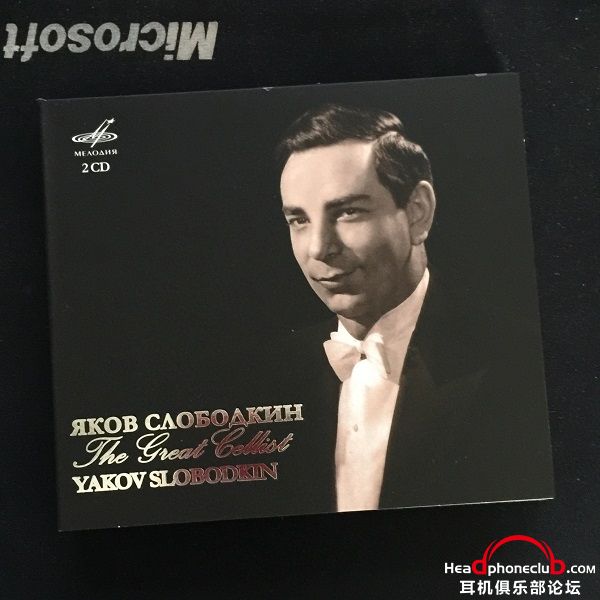 Microsoft
МЕЛОДИЯ
2 CD
ЯКОВ СЛОБОДКИН
The Great Cellist
YAKOV SLOBODKIN
Headphoneclub.com
耳机俱乐部论坛